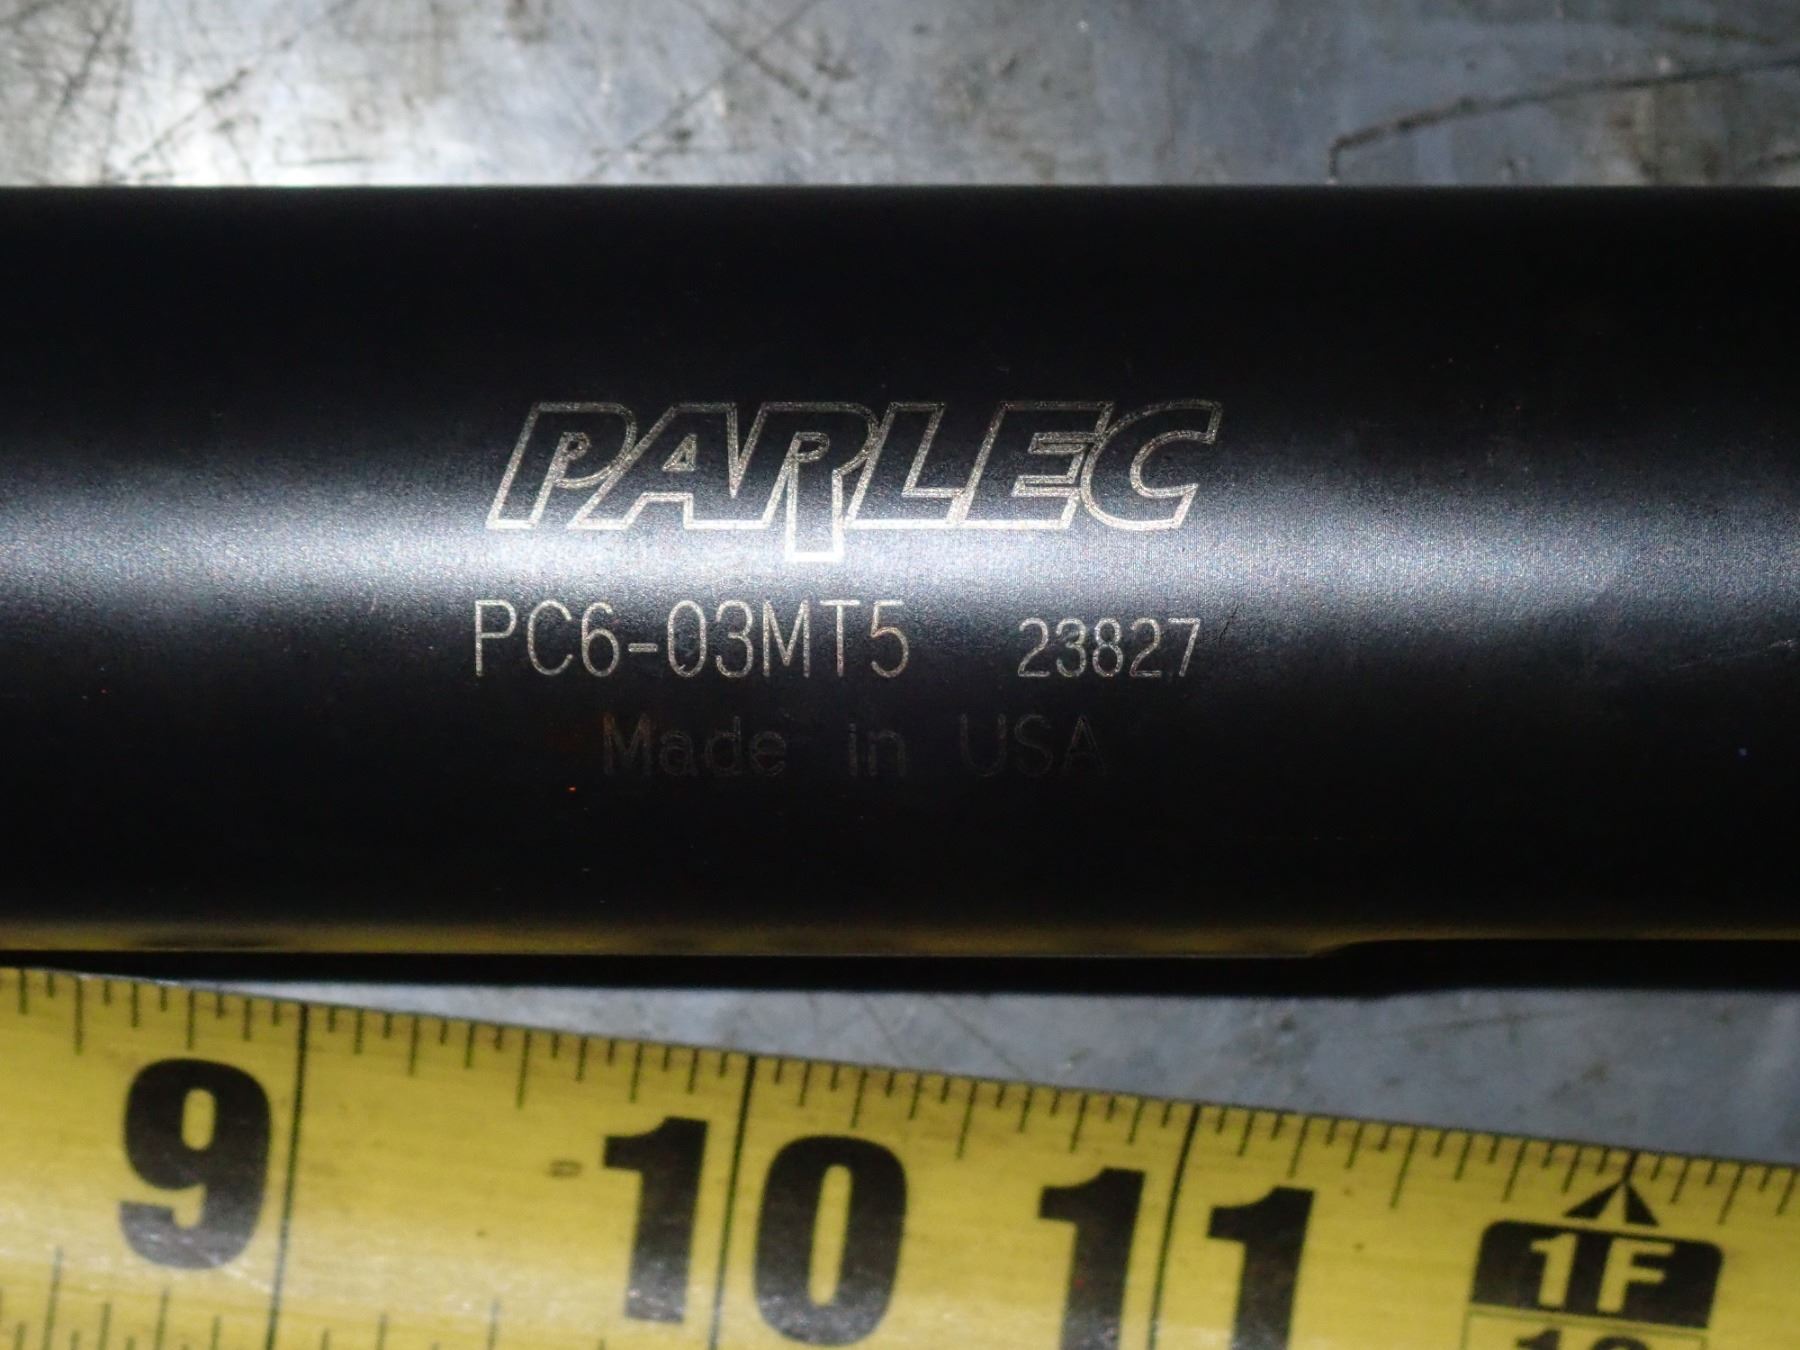 PARLEC
PC6-03MT5 23827
Made in USA
9 10 11 1F